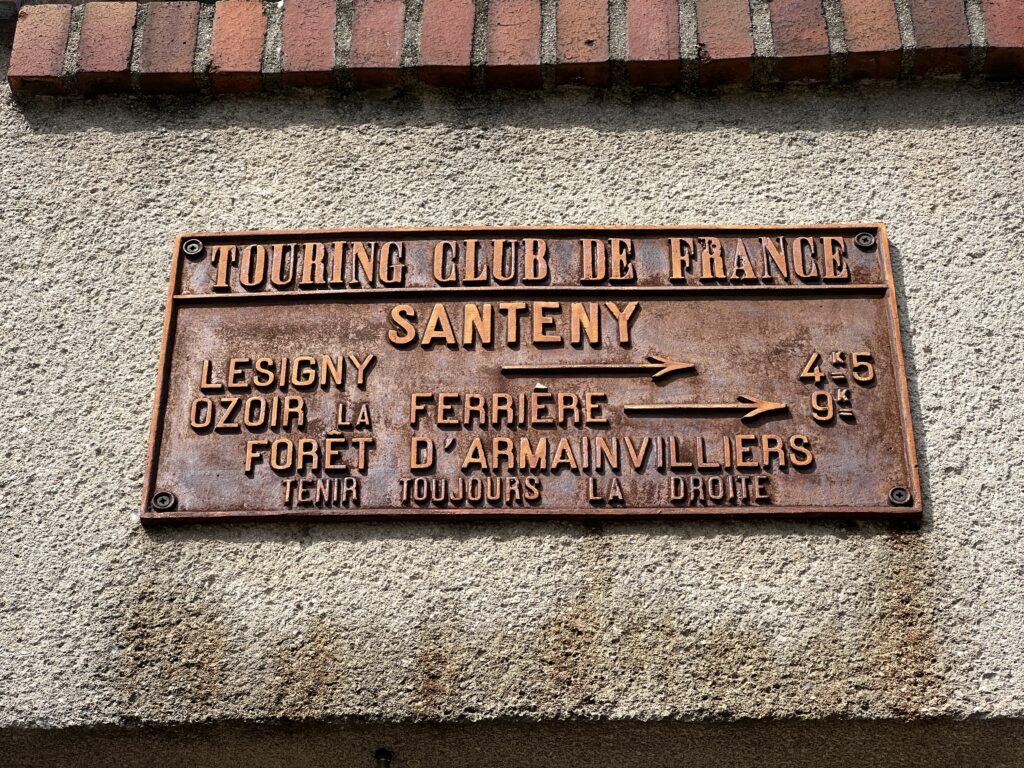 TOURING CLUB DE FRANCE
SANTENY
LESIGNY → 4K5
OZOIR LA FERRIÈRE → 9K
FORÊT D'ARMAINVILLIERS
TENIR TOUJOURS LA DROITE